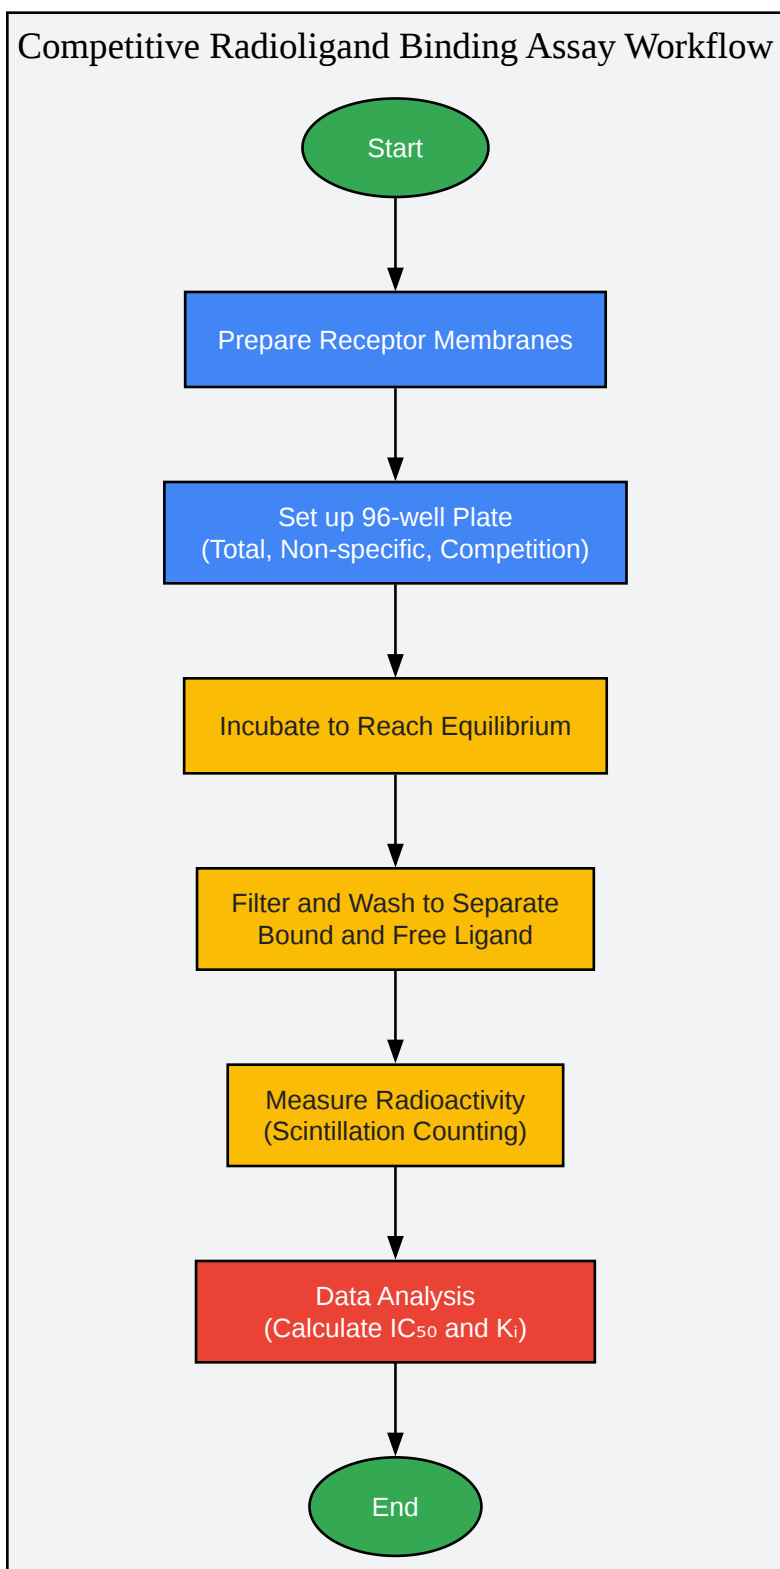 Competitive Radioligand Binding Assay Workflow
Start
Prepare Receptor Membranes
Set up 96-well Plate
(Total, Non-specific, Competition)
Incubate to Reach Equilibrium
Filter and Wash to Separate
Bound and Free Ligand
Measure Radioactivity
(Scintillation Counting)
Data Analysis
(Calculate IC₅₀ and Kᵢ)
End